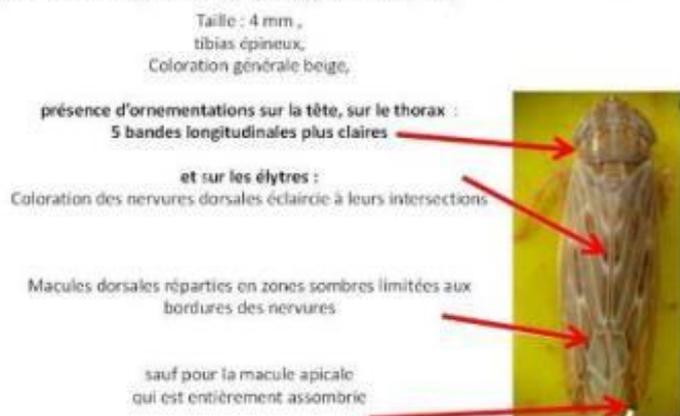 Taille : 4 mm ,
tibias épineux,
Coloration générale beige,
présence d'ornementations sur la tête, sur le thorax :
5 bandes longitudinales plus claires
et sur les élytres :
Coloration des nervures dorsales éclaircie à leurs intersections
Macules dorsales réparties en zones sombres limitées aux
bordures des nervures
sauf pour la macule apicale
qui est entièrement assombrie